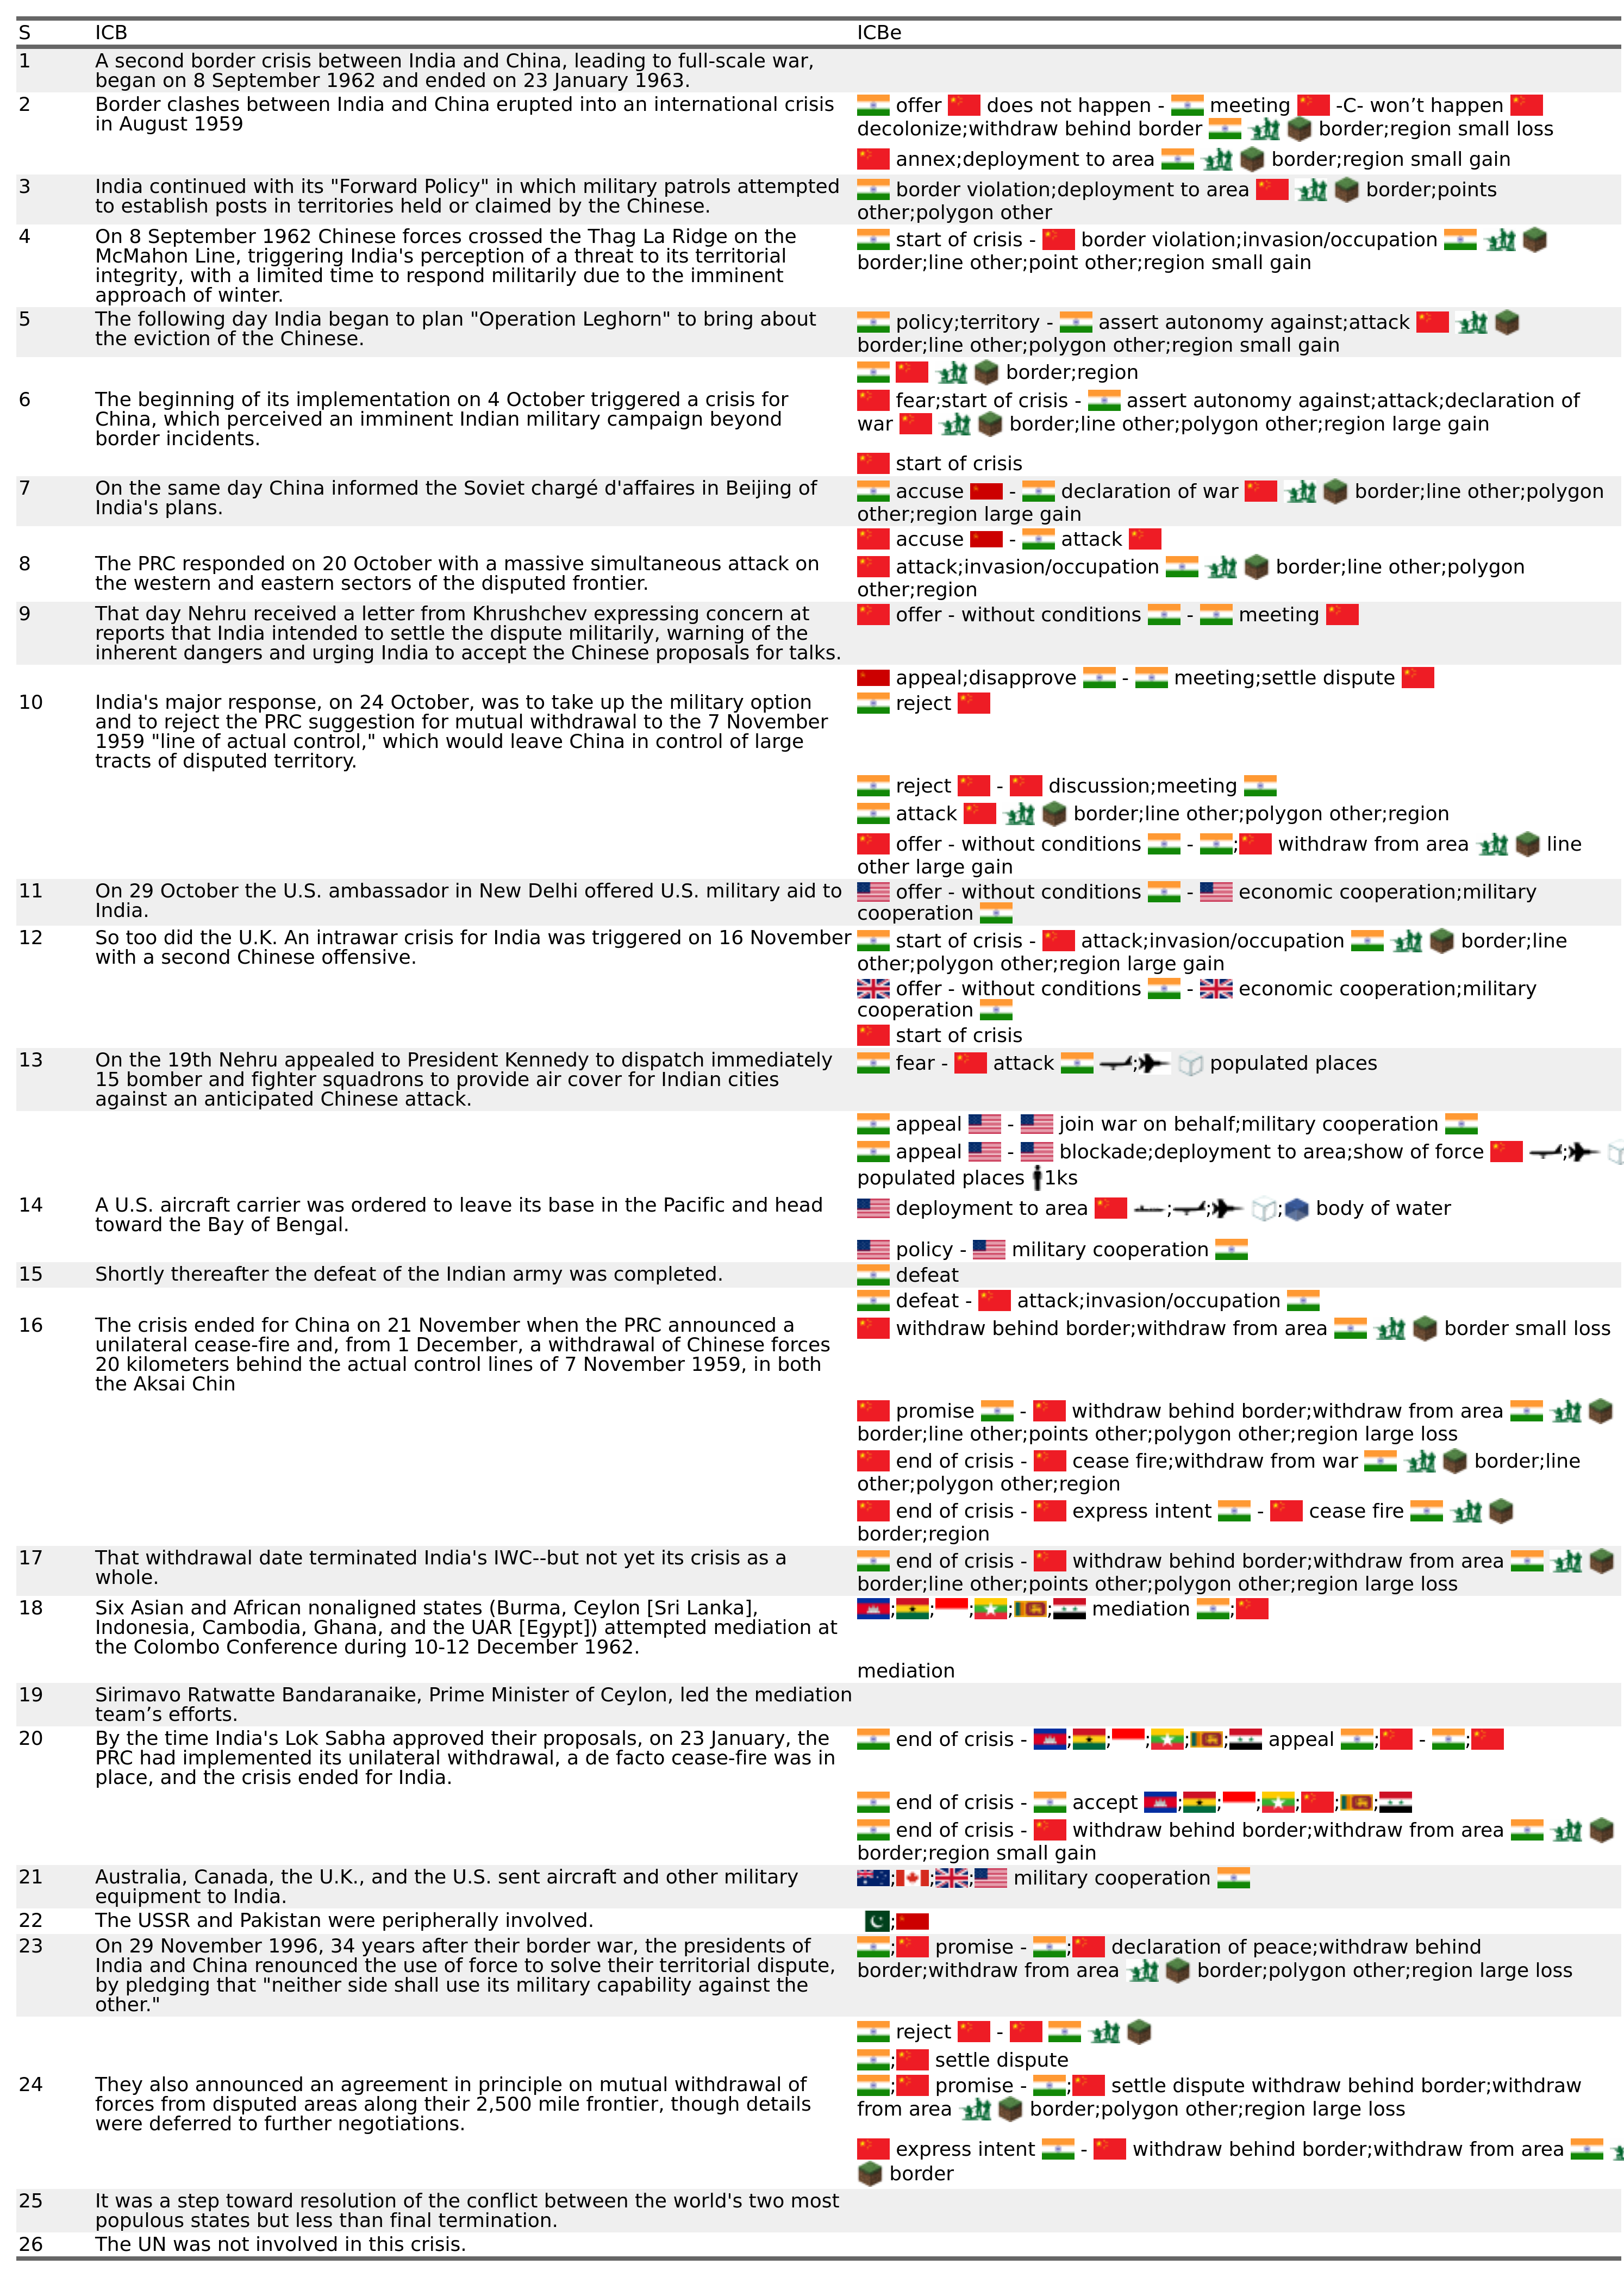 S ICB ICBe
1 A second border crisis between India and China, leading to full-scale war,
began on 8 September 1962 and ended on 23 January 1963.
2 Border clashes between India and China erupted into an international crisis
in August 1959
offer does not happen - meeting -C- won’t happen
decolonize;withdraw behind border border;region small loss
annex;deployment to area border;region small gain
3 India continued with its "Forward Policy" in which military patrols attempted
to establish posts in territories held or claimed by the Chinese.
border violation;deployment to area border;points
other;polygon other
4 On 8 September 1962 Chinese forces crossed the Thag La Ridge on the
McMahon Line, triggering India's perception of a threat to its territorial
integrity, with a limited time to respond militarily due to the imminent
approach of winter.
start of crisis - border violation;invasion/occupation
border;line other;point other;region small gain
5 The following day India began to plan "Operation Leghorn" to bring about
the eviction of the Chinese.
policy;territory - assert autonomy against;attack
border;line other;polygon other;region small gain
border;region
6 The beginning of its implementation on 4 October triggered a crisis for
China, which perceived an imminent Indian military campaign beyond
border incidents.
fear;start of crisis - assert autonomy against;attack;declaration of
war border;line other;polygon other;region large gain
start of crisis
7 On the same day China informed the Soviet chargé d'affaires in Beijing of
India's plans.
accuse - declaration of war border;line other;polygon
other;region large gain
accuse - attack
8 The PRC responded on 20 October with a massive simultaneous attack on
the western and eastern sectors of the disputed frontier.
attack;invasion/occupation border;line other;polygon
other;region
9 That day Nehru received a letter from Khrushchev expressing concern at
reports that India intended to settle the dispute militarily, warning of the
inherent dangers and urging India to accept the Chinese proposals for talks.
offer - without conditions - meeting
appeal;disapprove - meeting;settle dispute
10 India's major response, on 24 October, was to take up the military option
and to reject the PRC suggestion for mutual withdrawal to the 7 November
1959 "line of actual control," which would leave China in control of large
tracts of disputed territory.
reject
reject - discussion;meeting
attack border;line other;polygon other;region
offer - without conditions - ; withdraw from area line
other large gain
11 On 29 October the U.S. ambassador in New Delhi offered U.S. military aid to
India.
offer - without conditions - economic cooperation;military
cooperation
12 So too did the U.K. An intrawar crisis for India was triggered on 16 November
with a second Chinese offensive.
start of crisis - attack;invasion/occupation border;line
other;polygon other;region large gain
offer - without conditions - economic cooperation;military
cooperation
start of crisis
13 On the 19th Nehru appealed to President Kennedy to dispatch immediately
15 bomber and fighter squadrons to provide air cover for Indian cities
against an anticipated Chinese attack.
fear - attack ; populated places
appeal - join war on behalf;military cooperation
appeal - blockade;deployment to area;show of force ;
populated places 1ks
14 A U.S. aircraft carrier was ordered to leave its base in the Pacific and head
toward the Bay of Bengal.
deployment to area ; ; ; body of water
policy - military cooperation
15 Shortly thereafter the defeat of the Indian army was completed.
defeat
defeat - attack;invasion/occupation
16 The crisis ended for China on 21 November when the PRC announced a
unilateral cease-fire and, from 1 December, a withdrawal of Chinese forces
20 kilometers behind the actual control lines of 7 November 1959, in both
the Aksai Chin
withdraw behind border;withdraw from area border small loss
promise - withdraw behind border;withdraw from area
border;line other;points other;polygon other;region large loss
end of crisis - cease fire;withdraw from war border;line
other;polygon other;region
end of crisis - express intent - cease fire
border;region
17 That withdrawal date terminated India's IWC--but not yet its crisis as a
whole.
end of crisis - withdraw behind border;withdraw from area
border;line other;points other;polygon other;region large loss
18 Six Asian and African nonaligned states (Burma, Ceylon [Sri Lanka],
Indonesia, Cambodia, Ghana, and the UAR [Egypt]) attempted mediation at
the Colombo Conference during 10-12 December 1962.
; ; ; ; ; mediation ;
mediation
19 Sirimavo Ratwatte Bandaranaike, Prime Minister of Ceylon, led the mediation
team’s efforts.
20 By the time India's Lok Sabha approved their proposals, on 23 January, the
PRC had implemented its unilateral withdrawal, a de facto cease-fire was in
place, and the crisis ended for India.
end of crisis - ; ; ; ; ; appeal ; - ;
end of crisis - accept ; ; ; ; ; ;
end of crisis - withdraw behind border;withdraw from area
border;region small gain
21 Australia, Canada, the U.K., and the U.S. sent aircraft and other military
equipment to India.
; ; ; military cooperation
22 The USSR and Pakistan were peripherally involved.
;
23 On 29 November 1996, 34 years after their border war, the presidents of
India and China renounced the use of force to solve their territorial dispute,
by pledging that "neither side shall use its military capability against the
other."
; promise - ; declaration of peace;withdraw behind
border;withdraw from area border;polygon other;region large loss
reject -
; settle dispute
24 They also announced an agreement in principle on mutual withdrawal of
forces from disputed areas along their 2,500 mile frontier, though details
were deferred to further negotiations.
; promise - ; settle dispute withdraw behind border;withdraw
from area border;polygon other;region large loss
express intent - withdraw behind border;withdraw from area
border
25 It was a step toward resolution of the conflict between the world's two most
populous states but less than final termination.
26 The UN was not involved in this crisis.